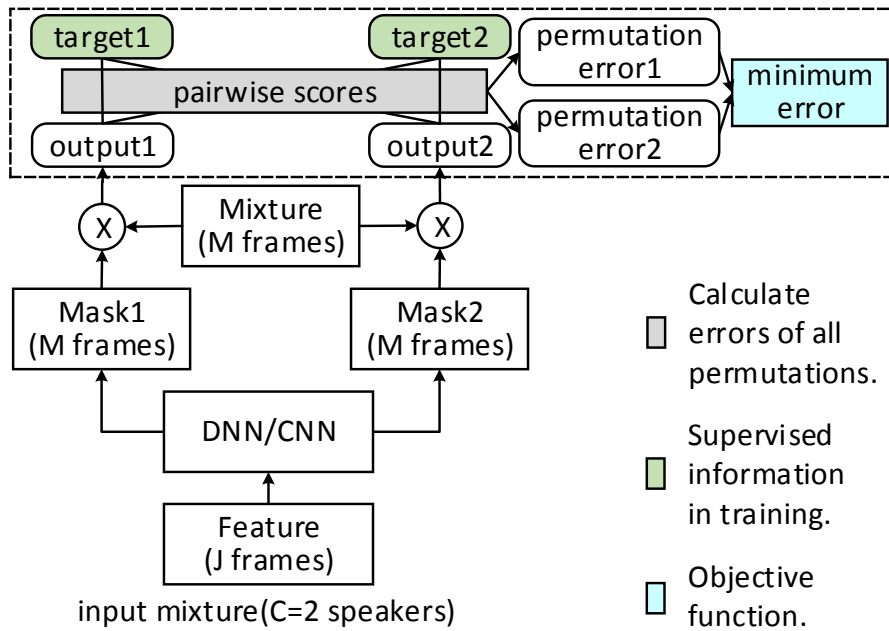 target1
target2
permutation
error1
pairwise scores
minimum
error
output1
output2
permutation
error2
X
Mixture
(M frames)
X
Mask1
(M frames)
Mask2
(M frames)
DNN/CNN
Feature
(J frames)
input mixture(C=2 speakers)
Calculate
errors of all
permutations.
Supervised
information
in training.
Objective
function.